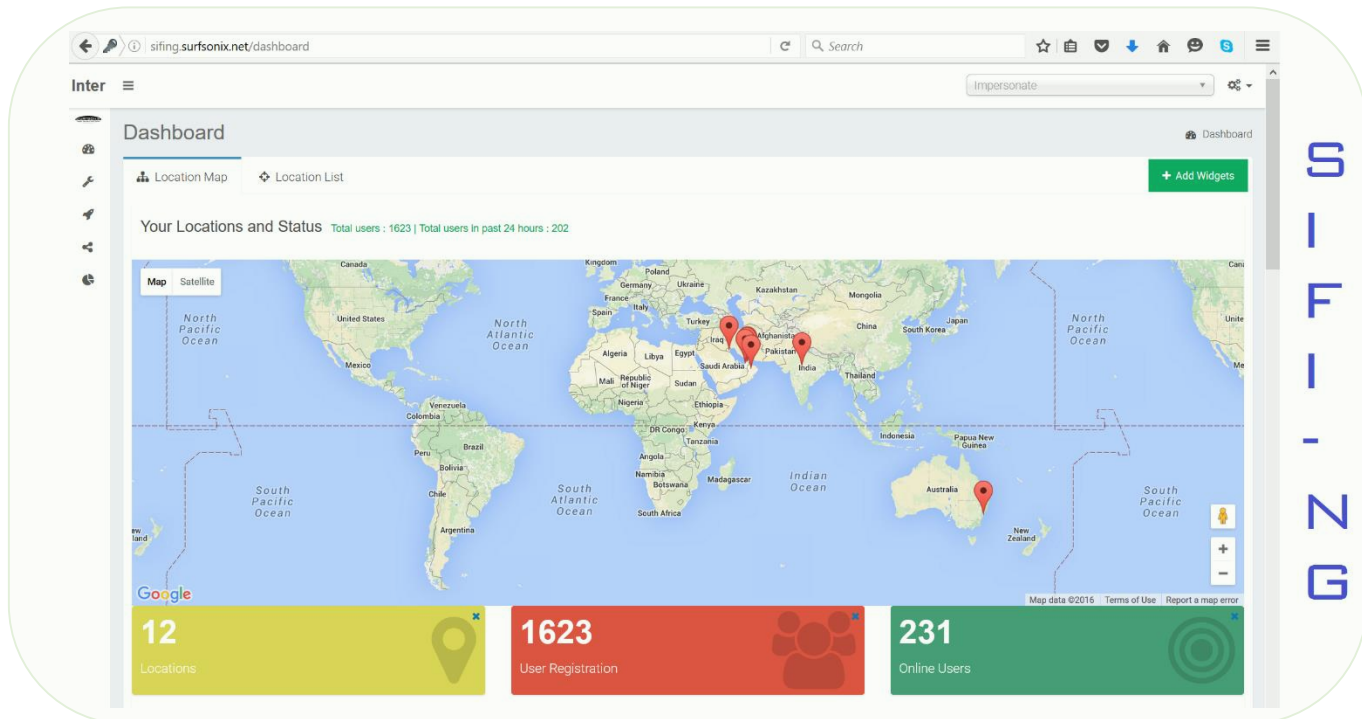 sifing.surfsonix.net/dashboard
Search
Inter
Impersonate
Dashboard
Dashboard
Location Map
Location List
+ Add Widgets
Your Locations and Status Total users : 1623 | Total users in past 24 hours : 202
Map
Satellite
Canada
Kingdom
Poland
Germany
Ukraine
France
Kazakhstan
Mongolia
Cana
North
Pacific
Ocean
United States
North
Atlantic
Ocean
Spain
Italy
Turkey
Iraq
Afghanistan
China
South Korea
Japan
North
Pacific
Ocean
Unite
Mexico
Algeria
Libya
Egypt
Saudi Arabia
Pakistan
India
Thailand
Me
Mali
Republic
of Niger
Sudan
Nigeria
Ethiopia
Venezuela
Colombia
DR Congo
Kenya
Tanzania
Indonesia
Papua New
Guinea
Peru
Brazil
Angola
Bolivia
Namibia
Botswana
Madagascar
Indian
Ocean
Australia
South
Pacific
Ocean
Chile
South
Atlantic
Ocean
South Africa
South
Pacific
Ocean
Argentina
ew
land
New
Zealand
+
−
Google
Map data ©2016
Terms of Use
Report a map error
12
Locations
1623
User Registration
231
Online Users
S
I
F
I
-
N
G